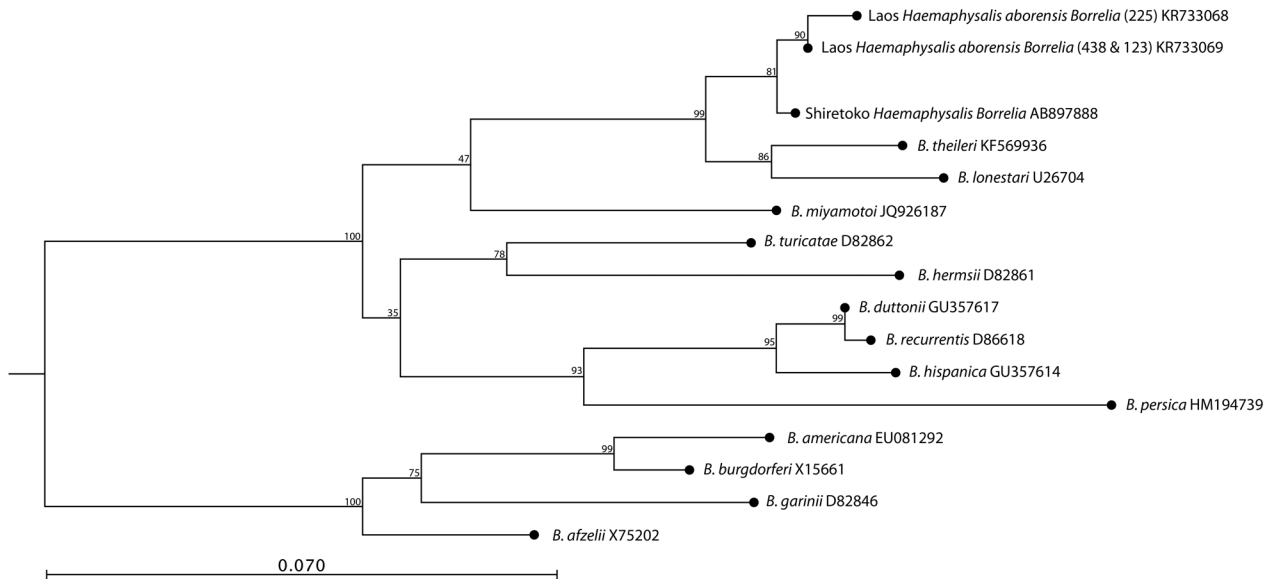 Laos Haemaphysalis aborensis Borrelia (225) KR733068
90
Laos Haemaphysalis aborensis Borrelia (438 & 123) KR733069
81
Shiretoko Haemaphysalis Borrelia AB897888
99
B. theileri KF569936
86
B. lonestari U26704
47
B. miyamotoi JQ926187
100
B. turicatae D82862
78
B. hermsii D82861
35
B. duttonii GU357617
99
B. recurrentis D86618
95
B. hispanica GU357614
93
B. persica HM194739
B. americana EU081292
99
B. burgdorferi X15661
75
B. garinii D82846
100
B. afzelii X75202
0.070